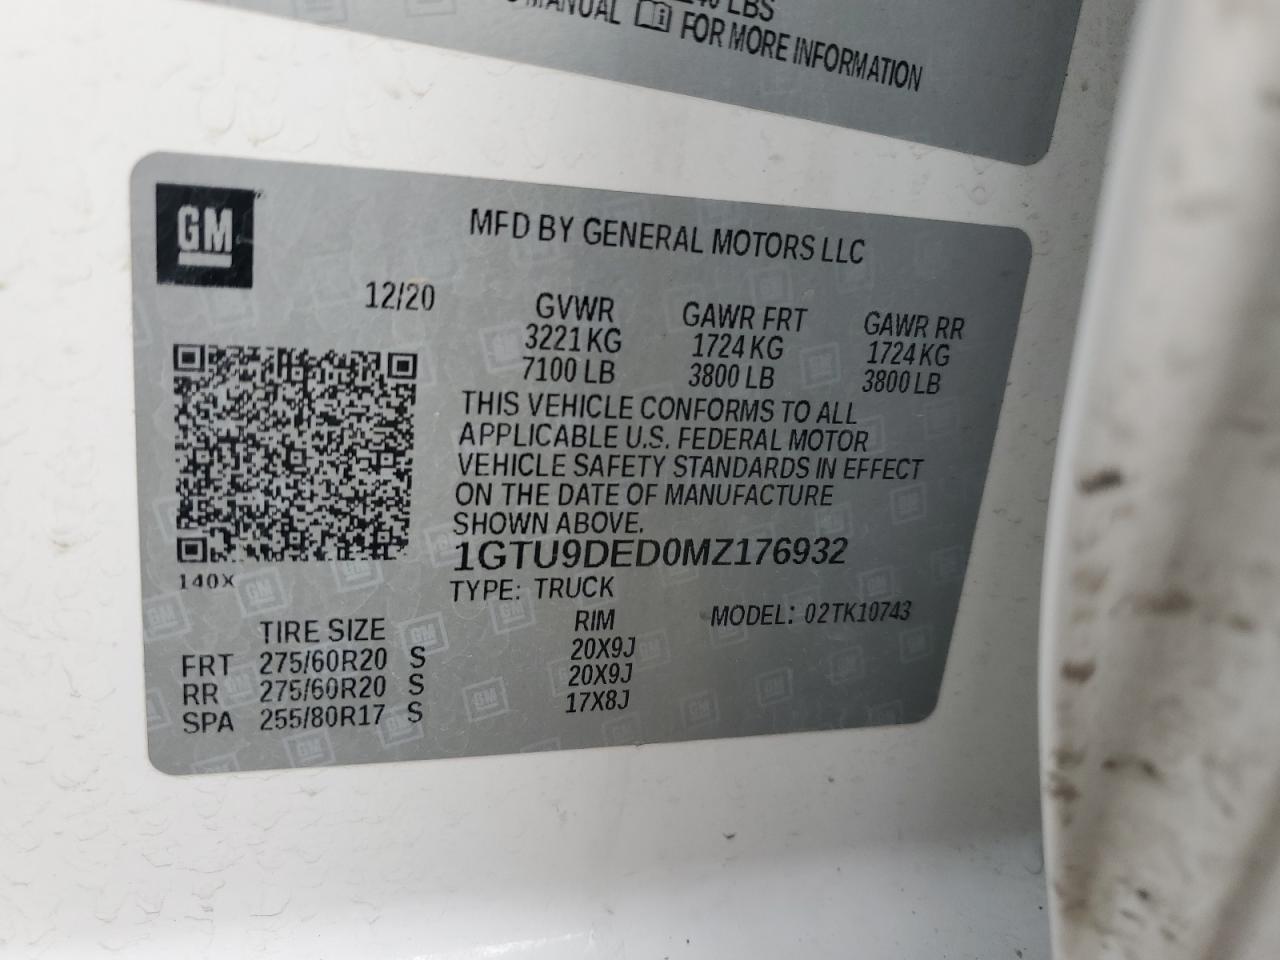 LBS
MANUAL FOR MORE INFORMATION
GM
MFD BY GENERAL MOTORS LLC
12/20
GVWR GAWR FRT GAWR RR
3221 KG 1724 KG 1724 KG
7100 LB 3800 LB 3800 LB
THIS VEHICLE CONFORMS TO ALL
APPLICABLE U.S. FEDERAL MOTOR
VEHICLE SAFETY STANDARDS IN EFFECT
ON THE DATE OF MANUFACTURE
SHOWN ABOVE.
1GTU9DED0MZ176932
140X
TYPE: TRUCK
MODEL: 02TK10743
TIRE SIZE RIM
FRT 275/60R20 S 20X9J
RR 275/60R20 S 20X9J
SPA 255/80R17 S 17X8J